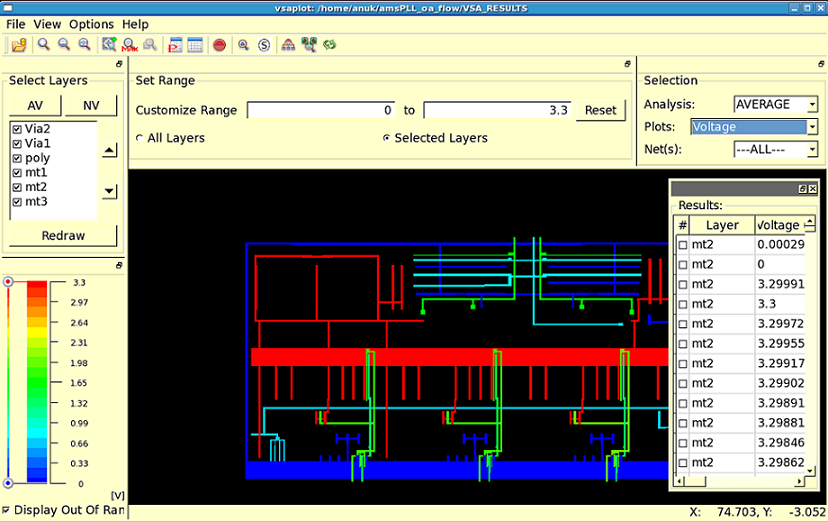 vsaplot: /home/anuk/amsPLL_oa_flow/VSA_RESULTS
File View Options Help
Select Layers
AV NV
Via2
Via1
poly
mt1
mt2
mt3
Redraw
Set Range
Customize Range 0 to 3.3 Reset
All Layers Selected Layers
Selection
Analysis: AVERAGE
Plots: Voltage
Net(s): ---ALL---
3.3
2.97
2.64
2.31
1.98
1.65
1.32
0.99
0.66
0.33
0
[V]
Display Out Of Ran
Results:
# Layer Voltage
mt2 0.00029
mt2 0
mt2 3.29991
mt2 3.3
mt2 3.29972
mt2 3.29955
mt2 3.29917
mt2 3.29902
mt2 3.29891
mt2 3.29881
mt2 3.29846
mt2 3.29862
X: 74.703, Y: -3.052